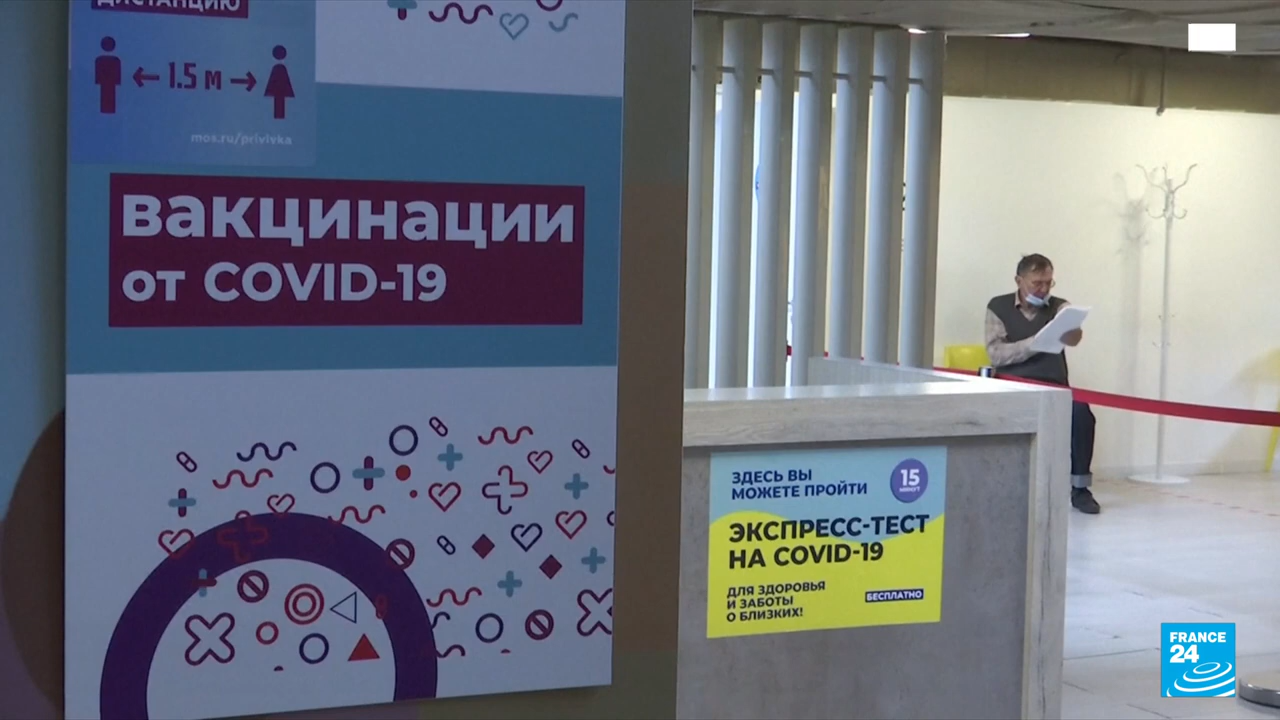 ДИСТАНЦИЮ
1.5 м
mos.ru/privivka
вакцинации
от COVID-19
ЗДЕСЬ ВЫ
МОЖЕТЕ ПРОЙТИ
15
МИНУТ
ЭКСПРЕСС-ТЕСТ
НА COVID-19
ДЛЯ ЗДОРОВЬЯ
И ЗАБОТЫ
О БЛИЗКИХ!
БЕСПЛАТНО
FRANCE
24